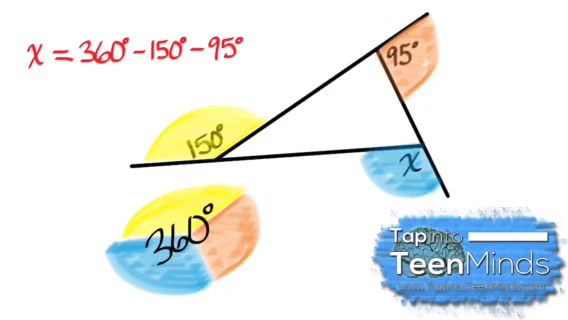 x = 360° - 150° - 95°
95°
150°
x
360°
Tap into
TeenMinds
www.TapIntoTeenMinds.com